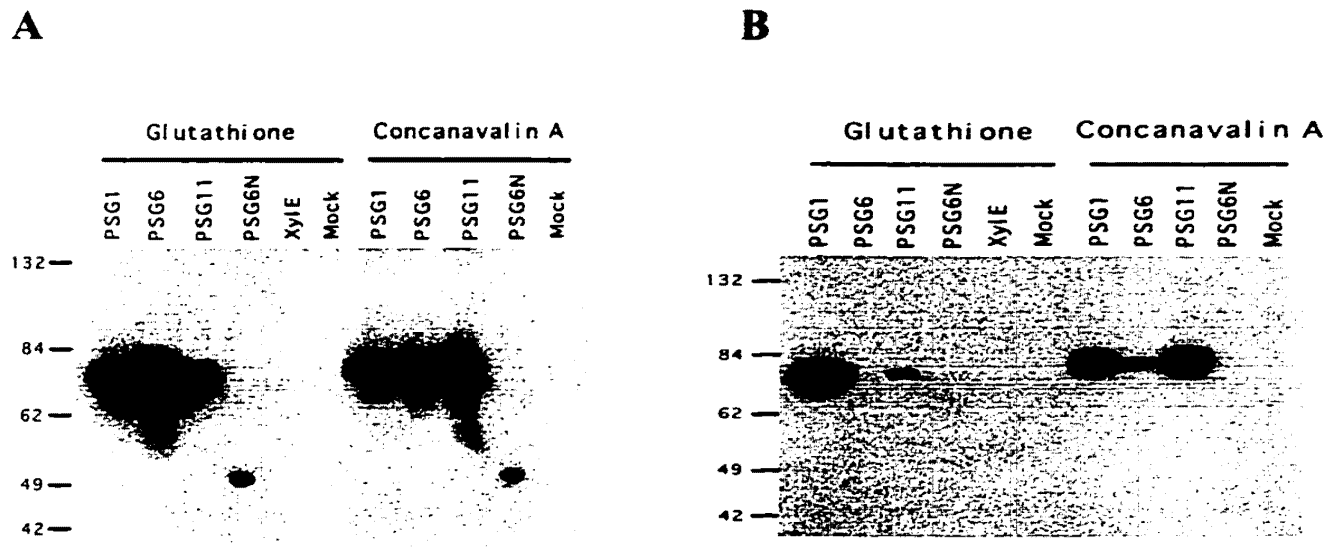 A
Glutathione Concanavalin A
PSG1 PSG6 PSG11 PSG6N XylE Mock PSG1 PSG6 PSG11 PSG6N Mock
132
84
62
49
42
B
Glutathione Concanavalin A
PSG1 PSG6 PSG11 PSG6N XylE Mock PSG1 PSG6 PSG11 PSG6N Mock
132
84
62
49
42